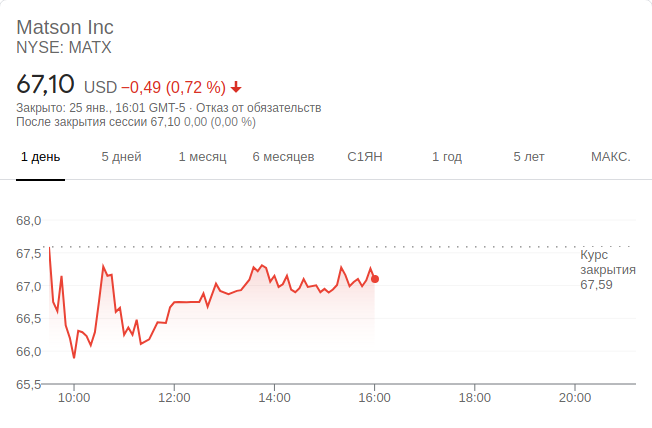 Matson Inc
NYSE: MATX
67,10 USD −0,49 (0,72 %)
Закрыто: 25 янв., 16:01 GMT-5 · Отказ от обязательств
После закрытия сессии 67,10 0,00 (0,00 %)
1 день 5 дней 1 месяц 6 месяцев С1ЯН 1 год 5 лет МАКС.
68,0
67,5
67,0
66,5
66,0
65,5
Курс
закрытия
67,59
10:00 12:00 14:00 16:00 18:00 20:00